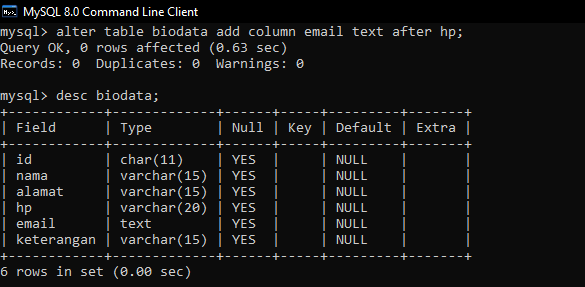 MySQL 8.0 Command Line Client
mysql> alter table biodata add column email text after hp;
Query OK, 0 rows affected (0.63 sec)
Records: 0  Duplicates: 0  Warnings: 0
mysql> desc biodata;
+------------+-------------+------+-----+---------+-------+
| Field      | Type        | Null | Key | Default | Extra |
+------------+-------------+------+-----+---------+-------+
| id         | char(11)    | YES  |     | NULL    |       |
| nama       | varchar(15) | YES  |     | NULL    |       |
| alamat     | varchar(15) | YES  |     | NULL    |       |
| hp         | varchar(20) | YES  |     | NULL    |       |
| email      | text        | YES  |     | NULL    |       |
| keterangan | varchar(15) | YES  |     | NULL    |       |
+------------+-------------+------+-----+---------+-------+
6 rows in set (0.00 sec)